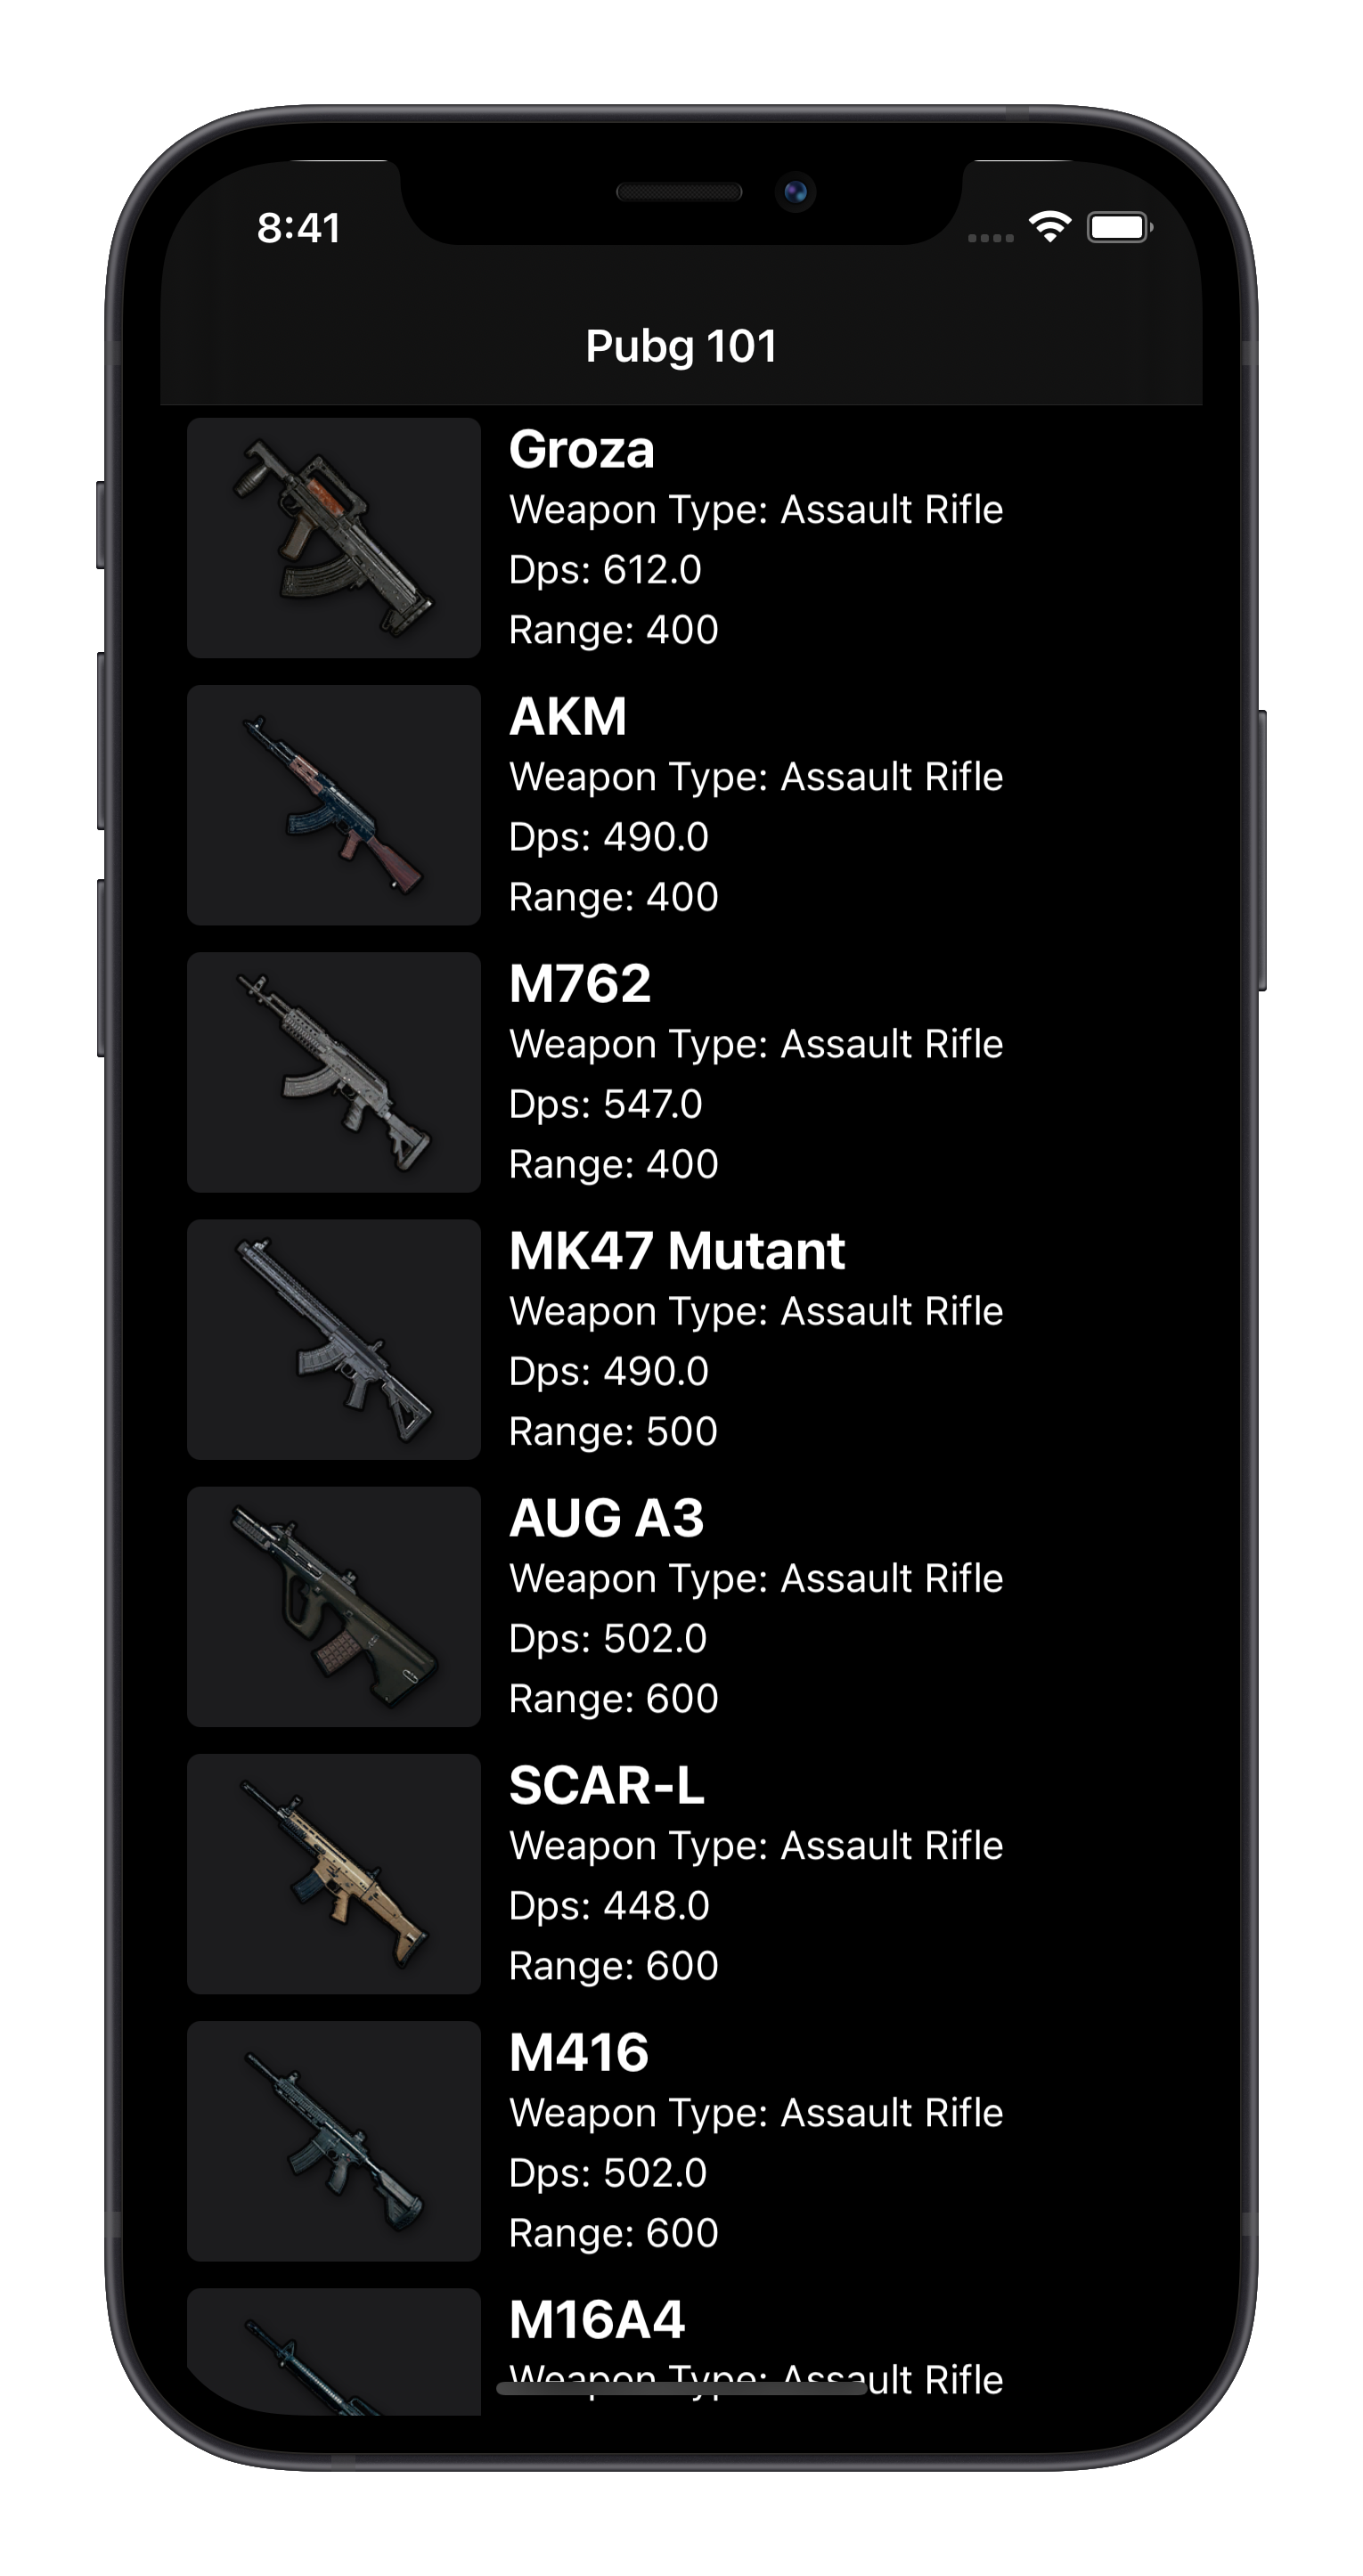 8:41
Pubg 101
Groza
Weapon Type: Assault Rifle
Dps: 612.0
Range: 400
AKM
Weapon Type: Assault Rifle
Dps: 490.0
Range: 400
M762
Weapon Type: Assault Rifle
Dps: 547.0
Range: 400
MK47 Mutant
Weapon Type: Assault Rifle
Dps: 490.0
Range: 500
AUG A3
Weapon Type: Assault Rifle
Dps: 502.0
Range: 600
SCAR-L
Weapon Type: Assault Rifle
Dps: 448.0
Range: 600
M416
Weapon Type: Assault Rifle
Dps: 502.0
Range: 600
M16A4
Weapon Type: Assault Rifle